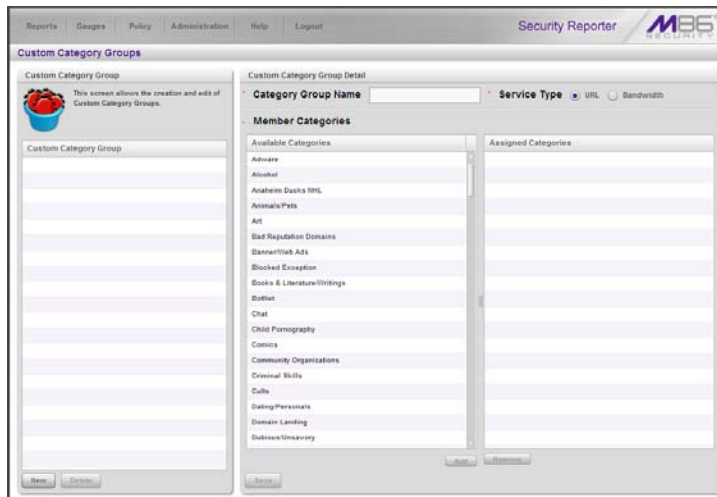 Reports Gauges Policy Administration Help Logout
Security Reporter
M86
SECURITY
Custom Category Groups
Custom Category Group
This screen allows the creation and edit of
Custom Category Groups.
Custom Category Group
New Delete
Custom Category Group Detail
* Category Group Name
* Service Type URL Bandwidth
Member Categories
Available Categories
Adware
Alcohol
Anaheim Ducks NHL
Animals/Pets
Art
Bad Reputation Domains
Banner/Web Ads
Blocked Exception
Books & Literature/Writings
BotNet
Chat
Child Pornography
Comics
Community Organizations
Criminal Skills
Cults
Dating/Personals
Domain Landing
Dubious/Unsavory
Assigned Categories
Add Remove
Save